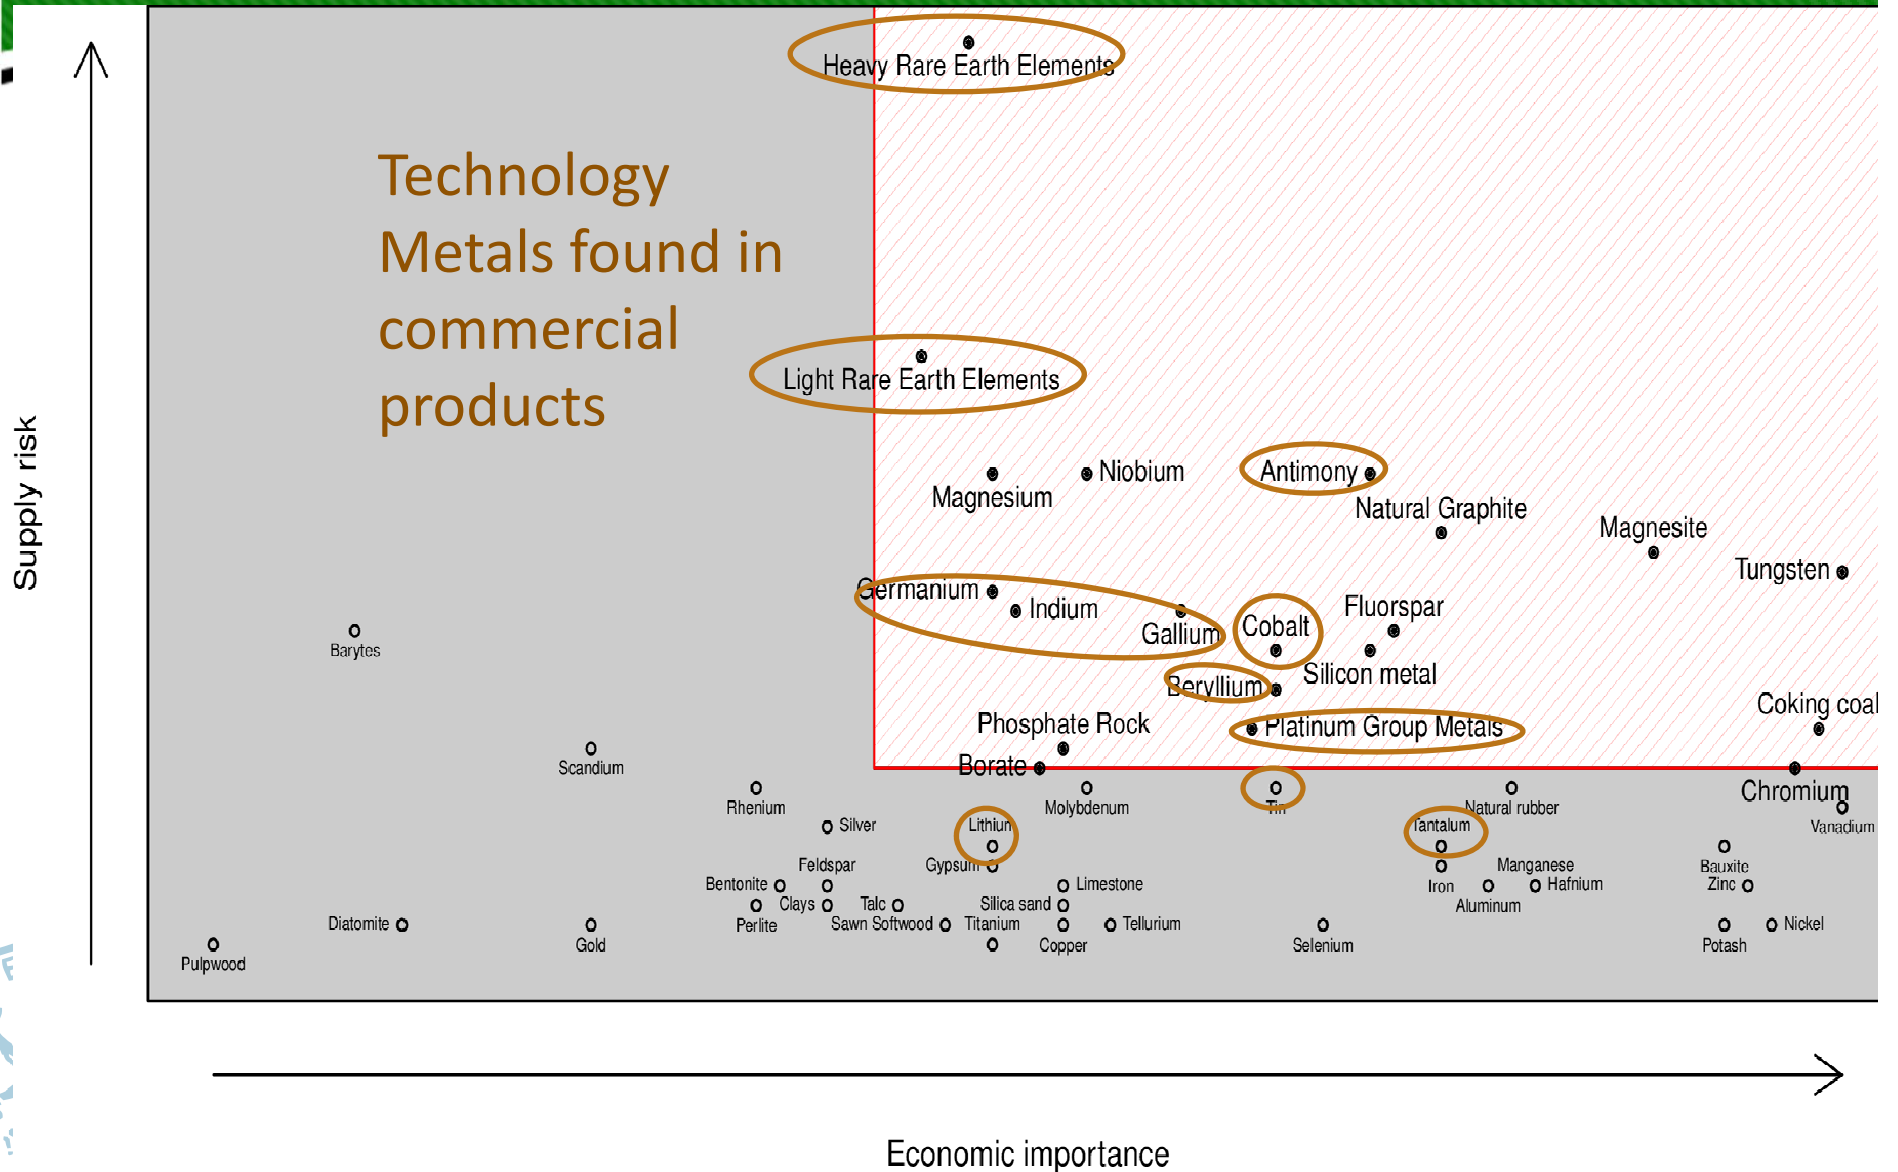 Heavy Rare Earth Elements
Technology
Metals found in
commercial
products
Light Rare Earth Elements
Supply risk
Niobium
Antimony
Magnesium
Natural Graphite
Magnesite
Tungsten
Germanium
Indium
Fluorspar
Gallium
Cobalt
Barytes
Silicon metal
Beryllium
Coking coal
Phosphate Rock
Platinum Group Metals
Scandium
Borate
Chromium
Rhenium
Molybdenum
Tin
Natural rubber
Silver
Lithium
Tantalum
Vanadium
Feldspar
Gypsum
Manganese
Bauxite
Bentonite
Limestone
Iron
Hafnium
Zinc
Clays
Talc
Silica sand
Aluminum
Diatomite
Perlite
Sawn Softwood
Titanium
Tellurium
Nickel
Gold
Copper
Sellenium
Potash
Pulpwood
Economic importance